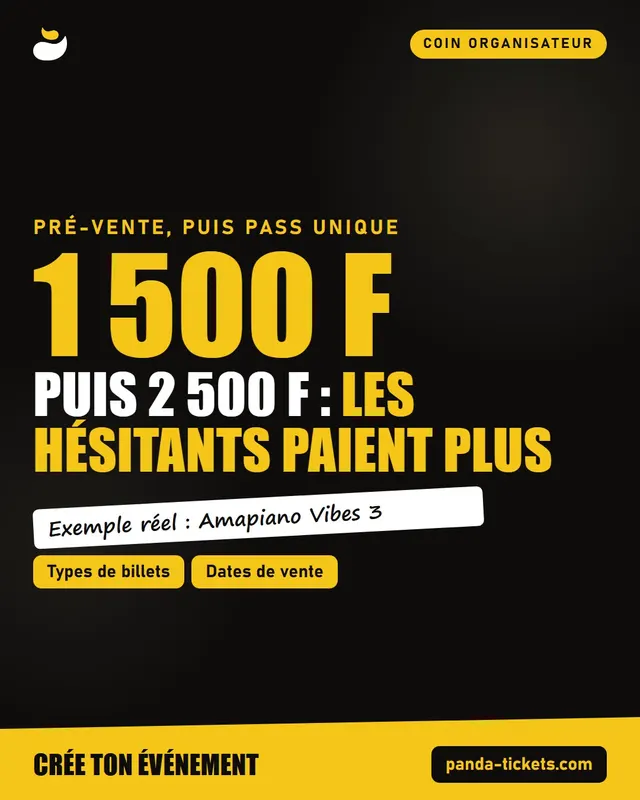 COIN ORGANISATEUR
PRÉ-VENTE, PUIS PASS UNIQUE
1 500 F
PUIS 2 500 F : LES
HÉSITANTS PAIENT PLUS
Exemple réel : Amapiano Vibes 3
Types de billets
Dates de vente
CRÉE TON ÉVÉNEMENT
panda-tickets.com